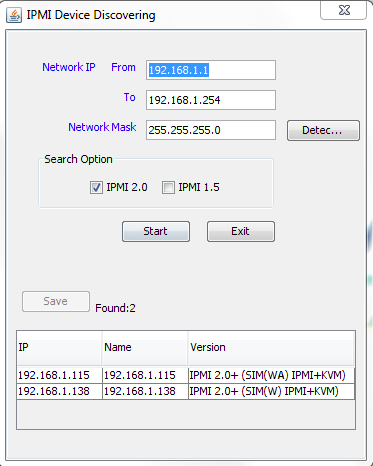 IPMI Device Discovering
Network IP From 192.168.1.1
To 192.168.1.254
Network Mask 255.255.255.0 Detec...
Search Option
IPMI 2.0 IPMI 1.5
Start Exit
Save Found:2
IP Name Version
192.168.1.115 192.168.1.115 IPMI 2.0+ (SIM(WA) IPMI+KVM)
192.168.1.138 192.168.1.138 IPMI 2.0+ (SIM(W) IPMI+KVM)